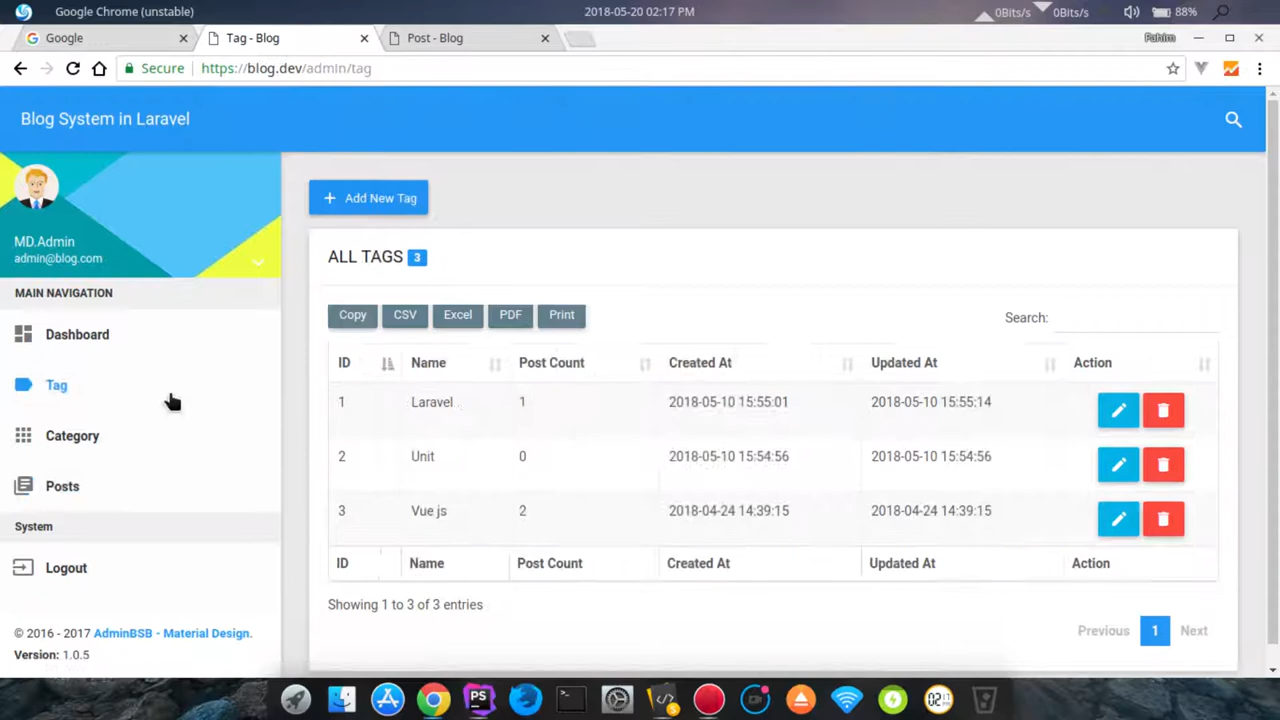 Google Chrome (unstable) 2018-05-20 02:17 PM 0Bits/s 0Bits/s 88%
Google Tag - Blog Post - Blog Fahim
Secure https://blog.dev/admin/tag
Blog System in Laravel
MD.Admin
admin@blog.com
MAIN NAVIGATION
Dashboard
Tag
Category
Posts
System
Logout
© 2016 - 2017 AdminBSB - Material Design.
Version: 1.0.5
Add New Tag
ALL TAGS 3
Copy CSV Excel PDF Print Search:
ID Name Post Count Created At Updated At Action
1 Laravel 1 2018-05-10 15:55:01 2018-05-10 15:55:14
2 Unit 0 2018-05-10 15:54:56 2018-05-10 15:54:56
3 Vue js 2 2018-04-24 14:39:15 2018-04-24 14:39:15
ID Name Post Count Created At Updated At Action
Showing 1 to 3 of 3 entries
Previous 1 Next
PS